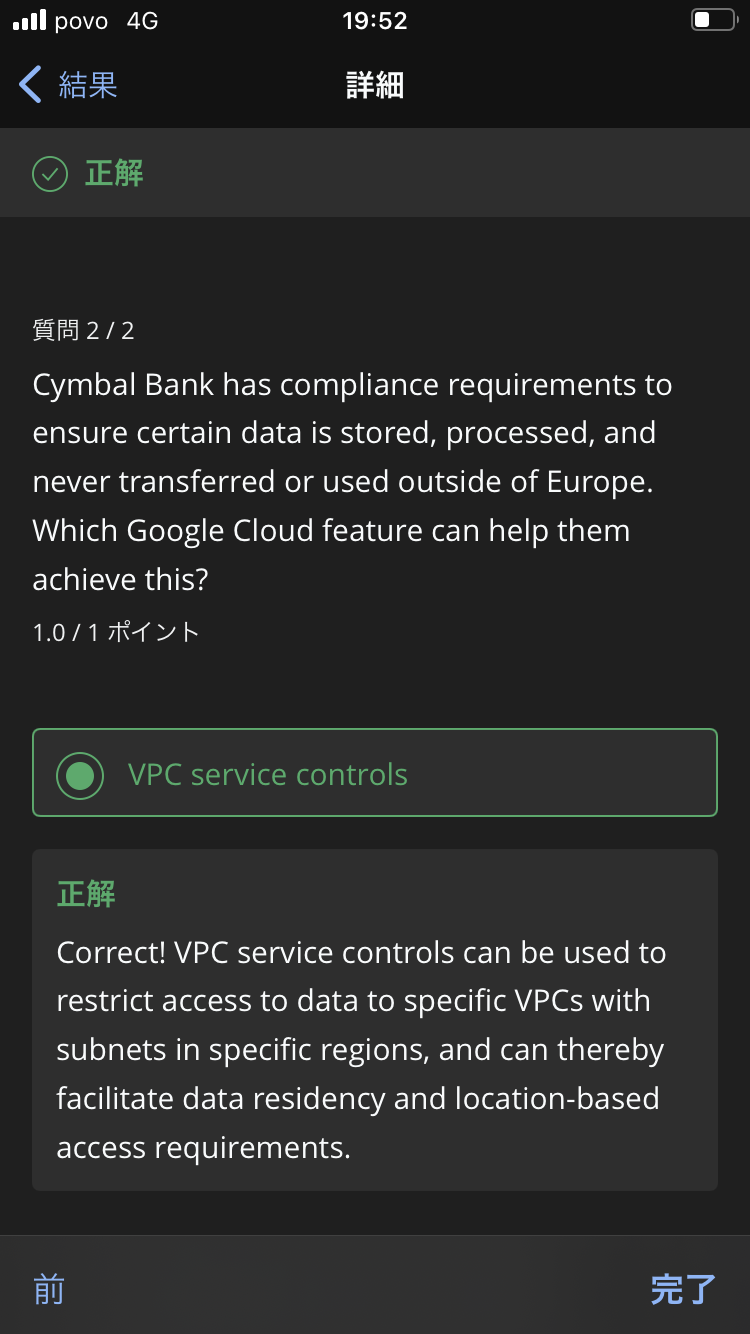 povo 4G 19:52
結果 詳細
正解
質問 2 / 2
Cymbal Bank has compliance requirements to
ensure certain data is stored, processed, and
never transferred or used outside of Europe.
Which Google Cloud feature can help them
achieve this?
1.0 / 1 ポイント
VPC service controls
正解
Correct! VPC service controls can be used to
restrict access to data to specific VPCs with
subnets in specific regions, and can thereby
facilitate data residency and location-based
access requirements.
前 完了